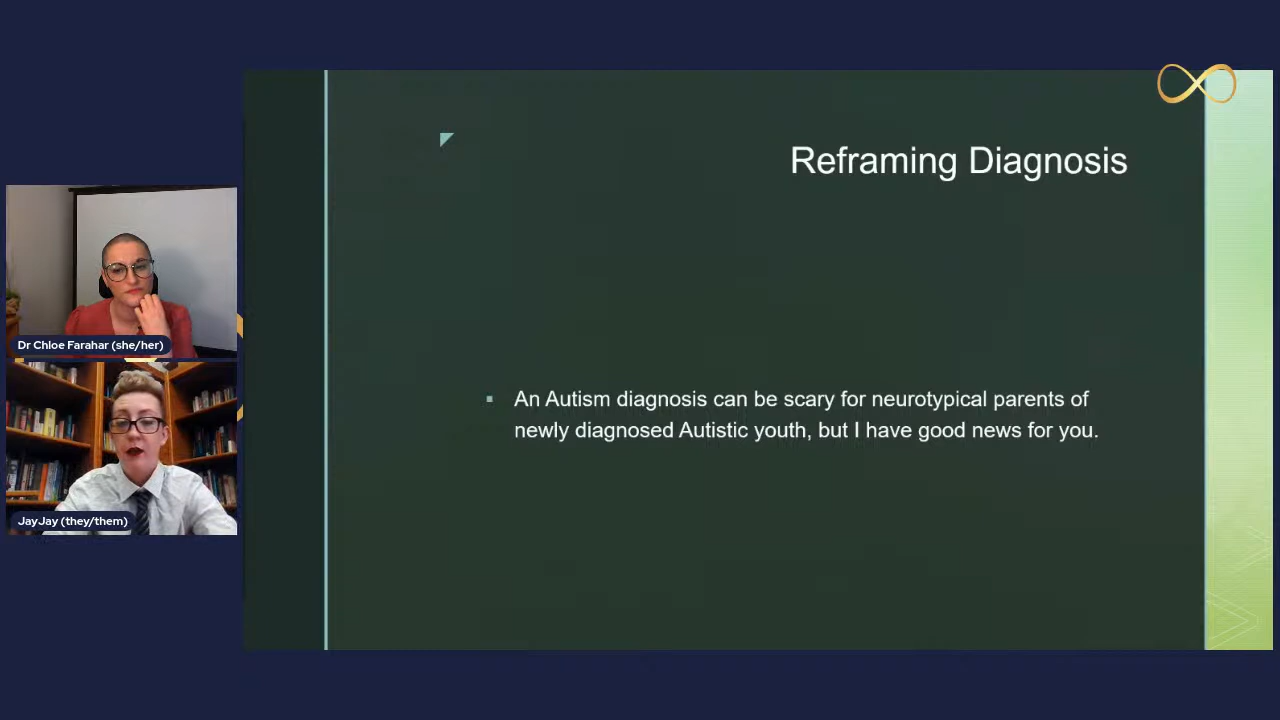 Reframing Diagnosis
An Autism diagnosis can be scary for neurotypical parents of
newly diagnosed Autistic youth, but I have good news for you.
Dr Chloe Farahar (she/her)
JayJay (they/them)